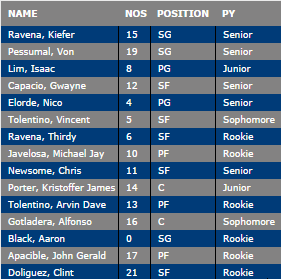 NAME NOS POSITION PY
Ravena, Kiefer 15 SG Senior
Pessumal, Von 19 SG Senior
Lim, Isaac 8 PG Junior
Capacio, Gwayne 12 SF Senior
Elorde, Nico 4 PG Senior
Tolentino, Vincent 5 SF Sophomore
Ravena, Thirdy 6 SF Rookie
Javelosa, Michael Jay 10 PF Rookie
Newsome, Chris 11 SF Senior
Porter, Kristoffer James 14 C Junior
Tolentino, Arvin Dave 13 PF Rookie
Gotladera, Alfonso 16 C Sophomore
Black, Aaron 0 SG Rookie
Apacible, John Gerald 17 PF Rookie
Doliguez, Clint 21 SF Rookie